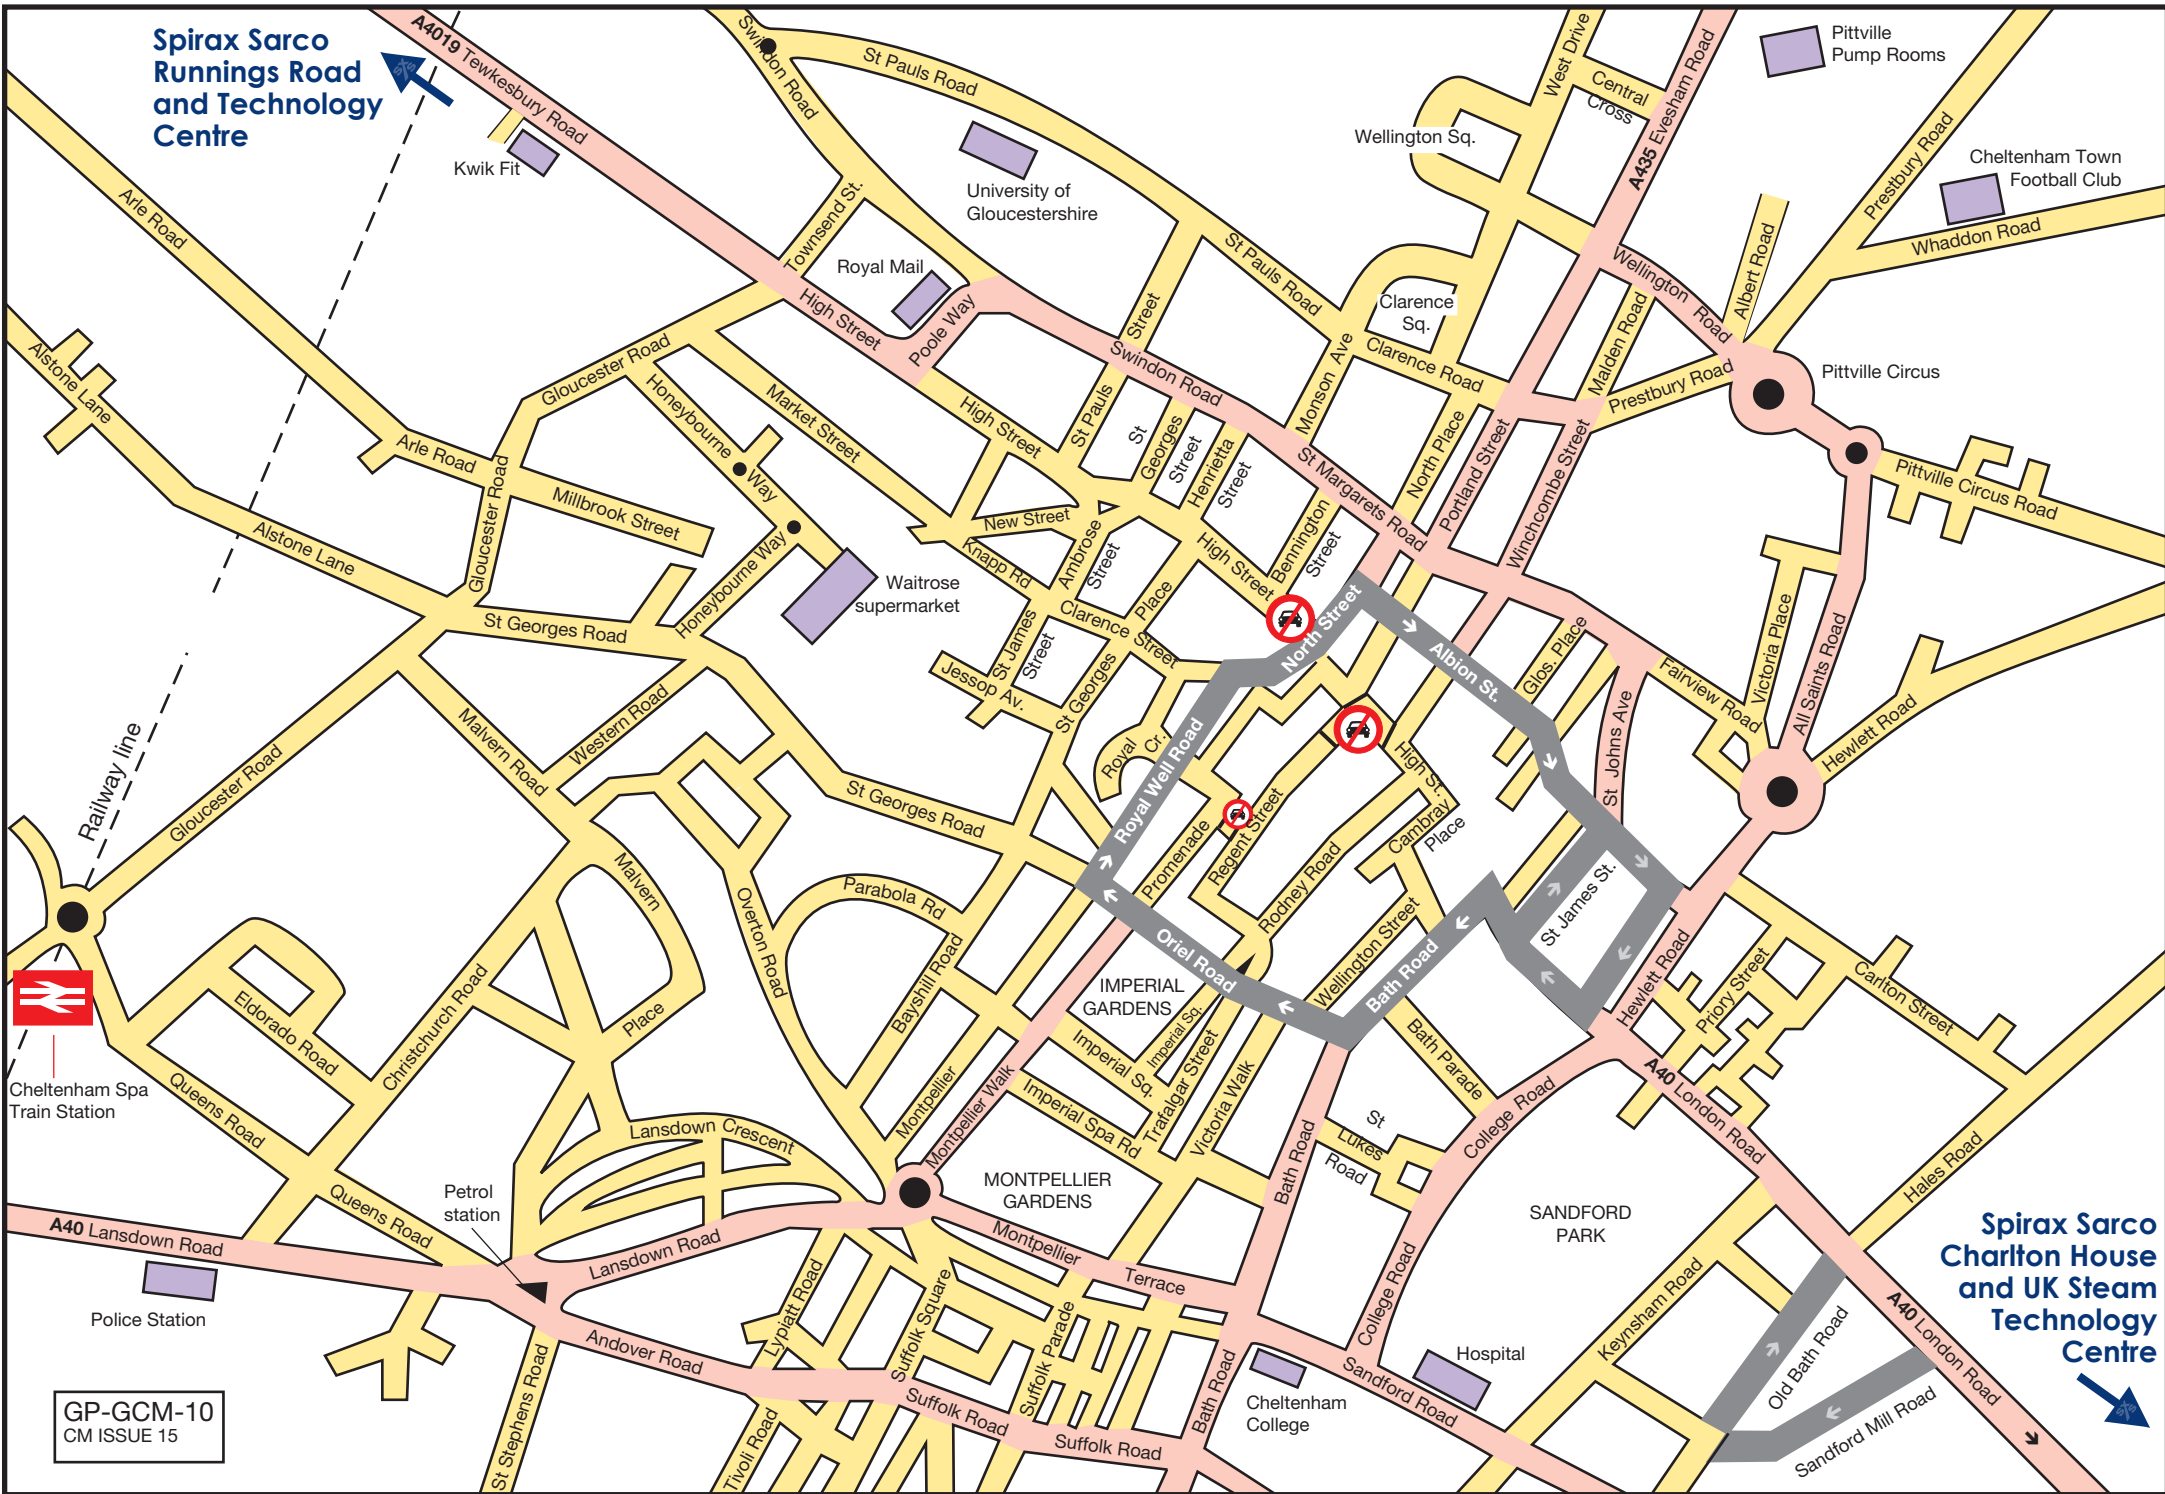 Spirax Sarco
Runnings Road
and Technology
Centre
A4019 Tewkesbury Road
Kwik Fit
Swindon Road
St Pauls Road
University of
Gloucestershire
West Drive
Central
Cross
Wellington Sq.
A435 Evesham Road
Pittville
Pump Rooms
Prestbury Road
Cheltenham Town
Football Club
Whaddon Road
Albert Road
Arle Road
Townsend St.
Royal Mail
High Street
Poole Way
St Pauls Road
Clarence
Sq.
Wellington
Road
Malden Road
Prestbury Road
Pittville Circus
Pittville Circus Road
Alstone Lane
Gloucester Road
Honeybourne
Way
Market Street
High Street
Street
St Pauls
Swindon Road
St
Georges
Street
Henrietta
Street
Monson Ave
Clarence Road
North Place
Portland Street
Winchcombe Street
St Margarets Road
Arle Road
Millbrook Street
Gloucester Road
Alstone Lane
Honeybourne Way
Waitrose
supermarket
New Street
Knapp Rd
Ambrose
Street
High Street
Bennington
Street
St Georges Road
Clarence Street
Place
St Georges
St James
Street
Jessop Av.
North Street
Albion St.
Glos. Place
Fairview Road
Victoria Place
All Saints Road
Hewlett Road
St Johns Ave
Railway line
Gloucester Road
Malvern Road
Western Road
St Georges Road
Royal
Cr.
Royal Well Road
High St.
Cambray
Place
Promenade
Regent Street
Rodney Road
Wellington Street
Malvern
Place
Overton Road
Parabola Rd
Bayshill Road
Oriel Road
Bath Road
St James St.
Hewlett Road
Priory Street
Carlton Street
IMPERIAL
GARDENS
Imperial Sq.
Imperial Sq.
Trafalgar Street
Victoria Walk
Bath Parade
Eldorado Road
Christchurch Road
Cheltenham Spa
Train Station
Queens Road
Montpellier
Montpellier Walk
Imperial Spa Rd
St
Lukes
Road
College Road
A40 London Road
Hales Road
Lansdown Crescent
MONTPELLIER
GARDENS
Bath Road
SANDFORD
PARK
Petrol
station
Queens Road
A40 Lansdown Road
Lansdown Road
Montpellier
Terrace
College Road
Keynsham Road
Spirax Sarco
Charlton House
and UK Steam
Technology
Centre
Police Station
Andover Road
Lypiatt Road
Suffolk Square
Suffolk Parade
Bath Road
Cheltenham
College
Sandford Road
Hospital
Old Bath Road
A40 London Road
Sandford Mill Road
GP-GCM-10
CM ISSUE 15
St Stephens Road
Tivoli Road
Suffolk Road
Suffolk Road